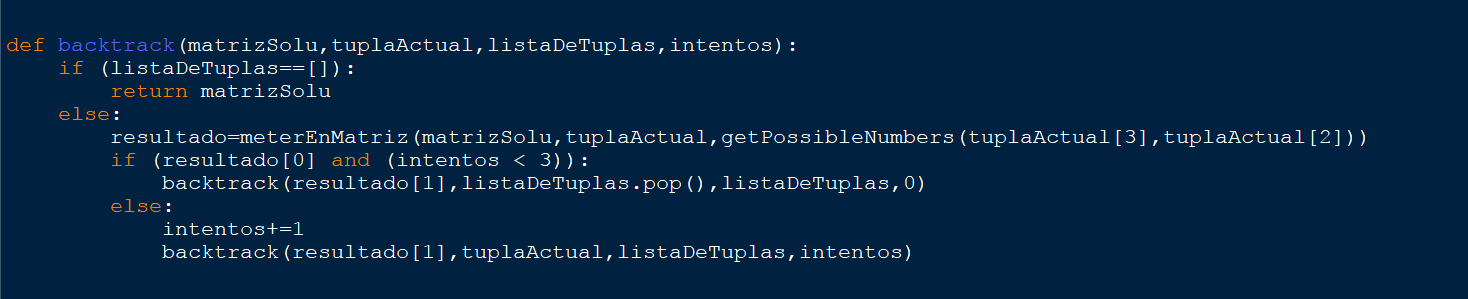 def backtrack(matrizSolu,tuplaActual,listaDeTuplas,intentos):
    if (listaDeTuplas==[]):
        return matrizSolu
    else:
        resultado=meterEnMatriz(matrizSolu,tuplaActual,getPossibleNumbers(tuplaActual[3],tuplaActual[2]))
        if (resultado[0] and (intentos < 3)):
            backtrack(resultado[1],listaDeTuplas.pop(),listaDeTuplas,0)
        else:
            intentos+=1
            backtrack(resultado[1],tuplaActual,listaDeTuplas,intentos)